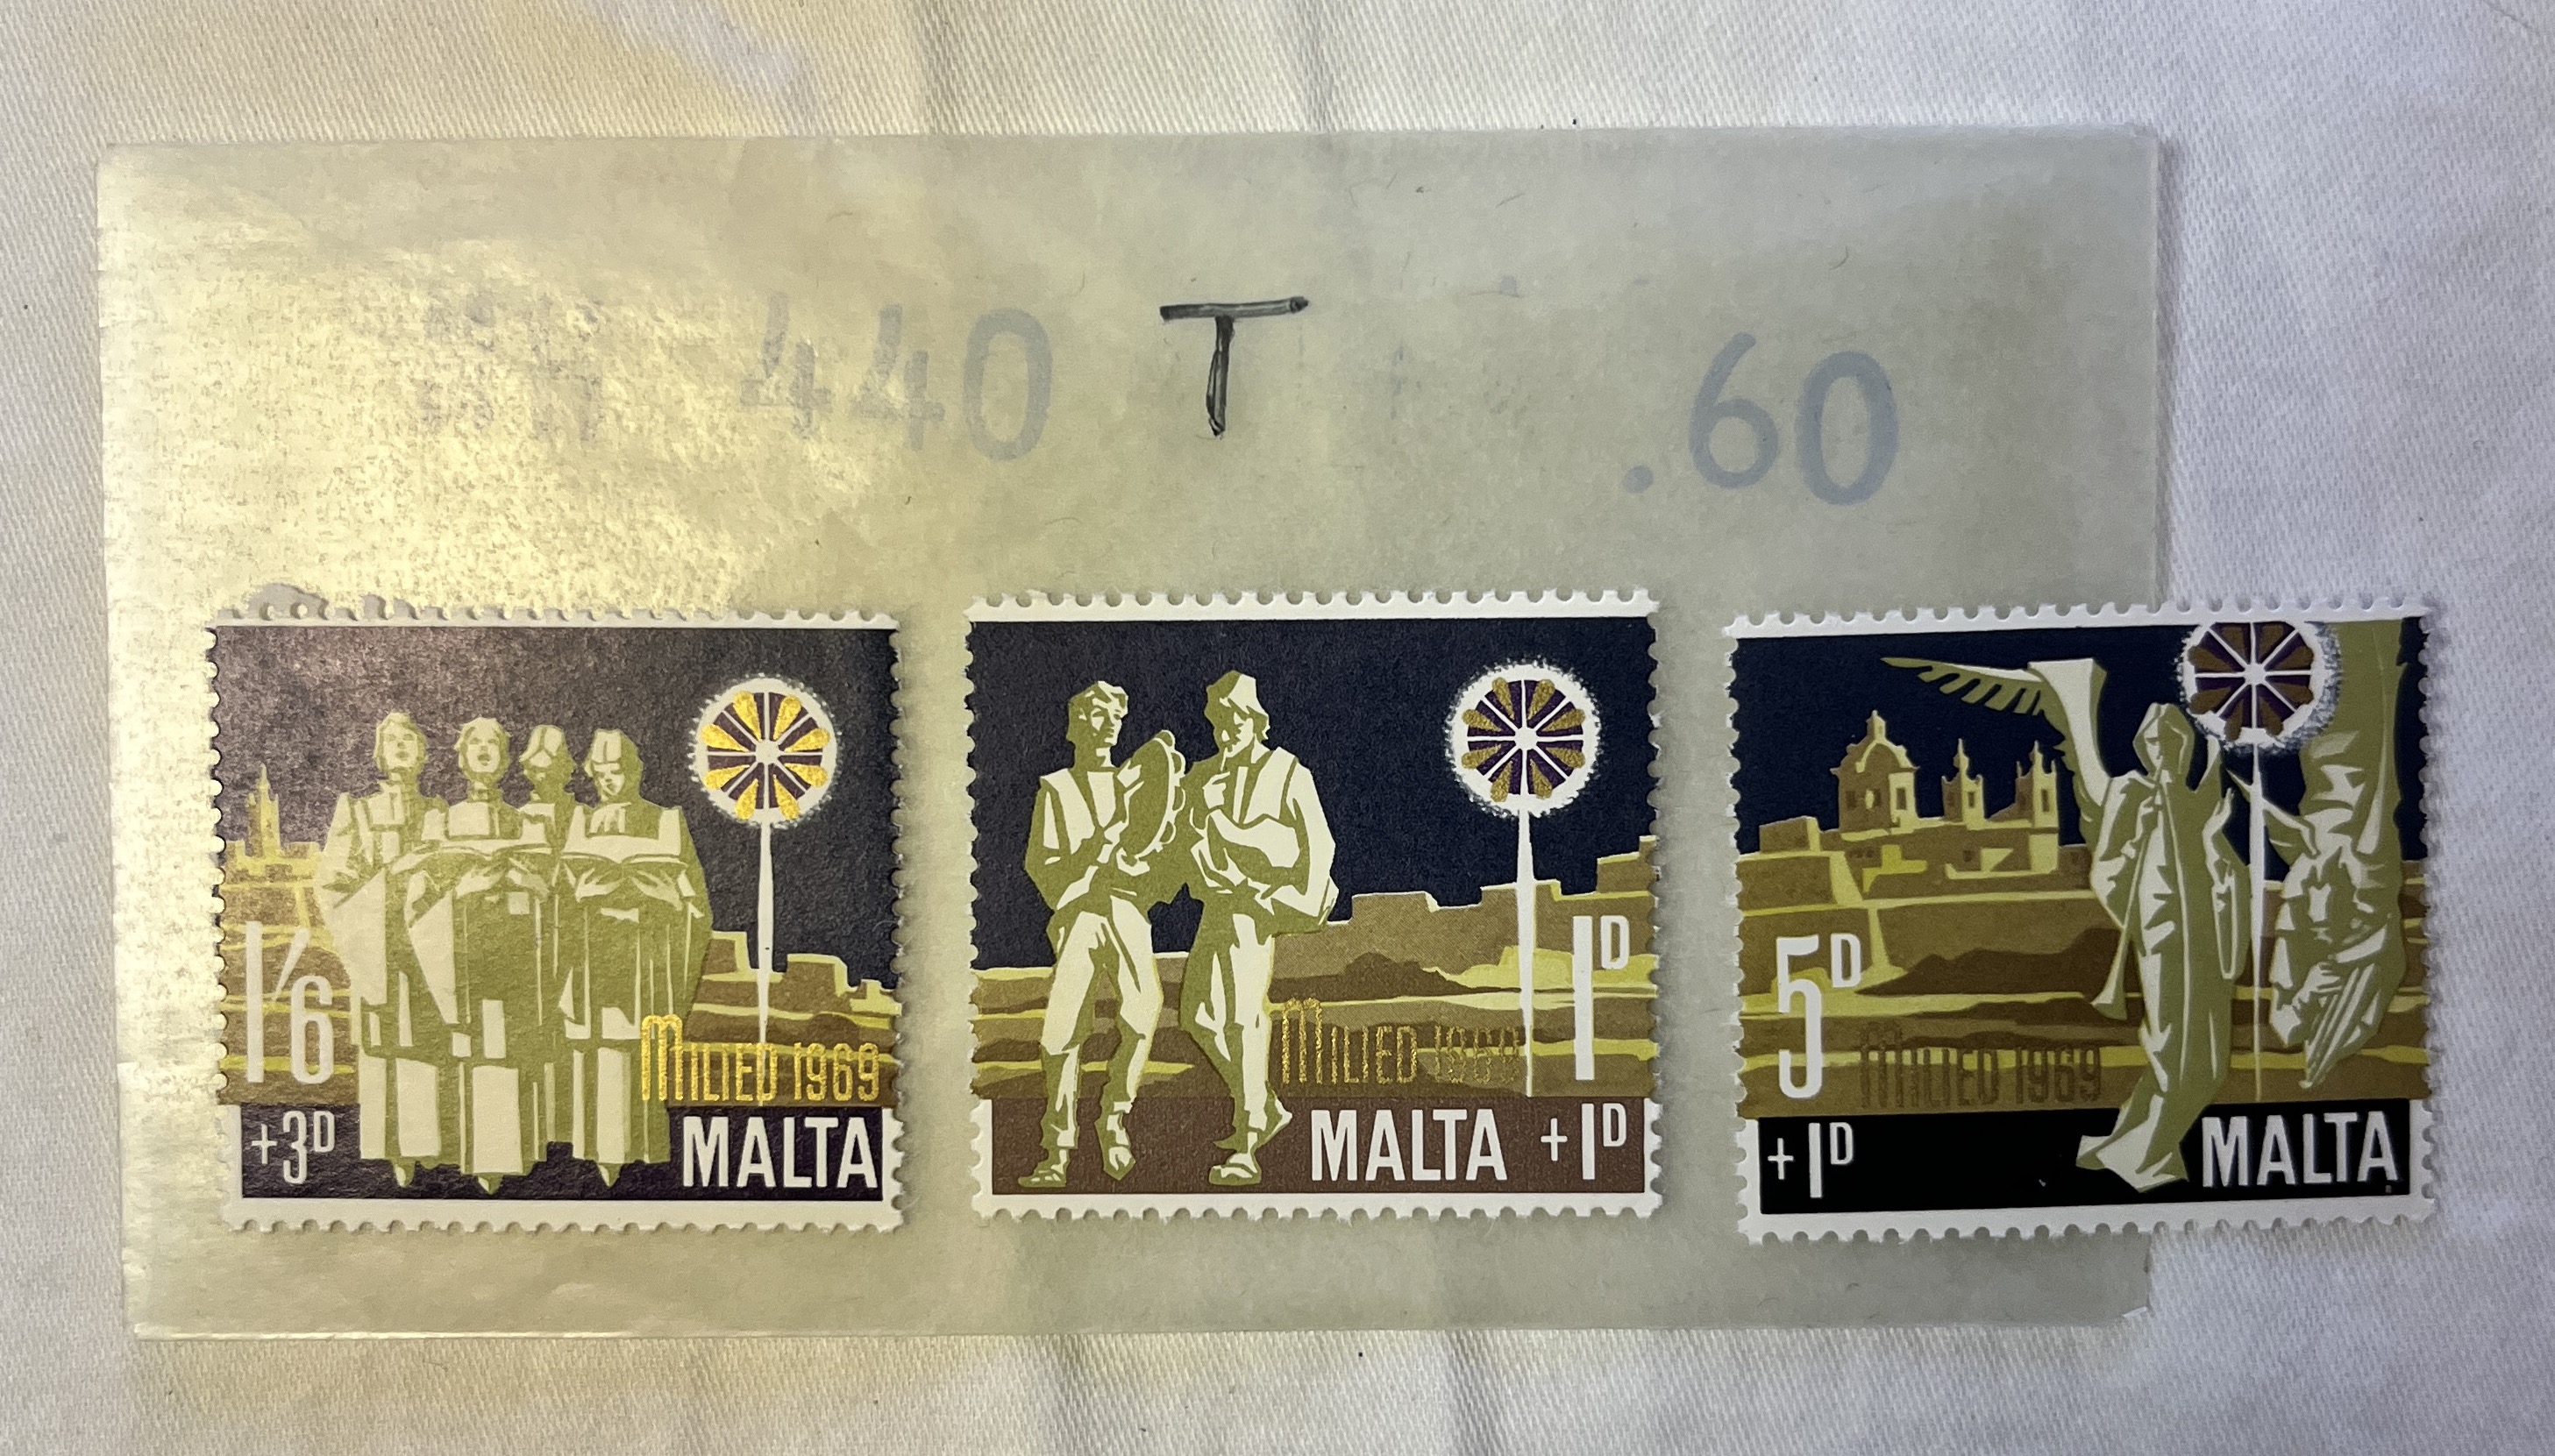 440 T .60
1/6
MILIED 1969
+3D MALTA
1D
MILIED 1969
MALTA +1D
5D
MILIED 1969
+1D MALTA